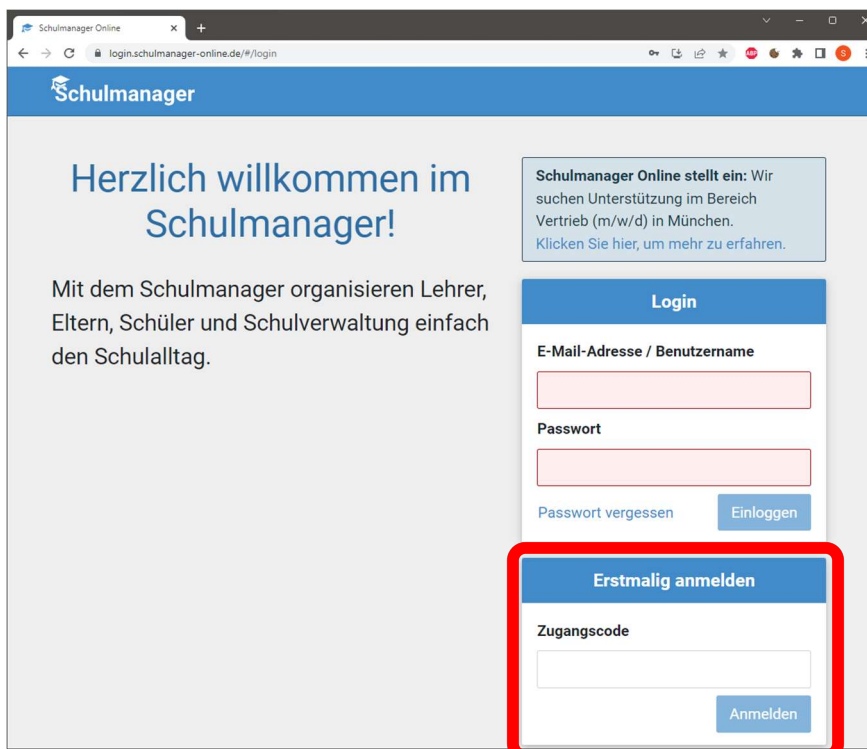 Schulmanager Online
login.schulmanager-online.de/#/login
ABP
S
Schulmanager
Herzlich willkommen im
Schulmanager!
Mit dem Schulmanager organisieren Lehrer,
Eltern, Schüler und Schulverwaltung einfach
den Schulalltag.
Schulmanager Online stellt ein: Wir
suchen Unterstützung im Bereich
Vertrieb (m/w/d) in München.
Klicken Sie hier, um mehr zu erfahren.
Login
E-Mail-Adresse / Benutzername
Passwort
Passwort vergessen
Einloggen
Erstmalig anmelden
Zugangscode
Anmelden